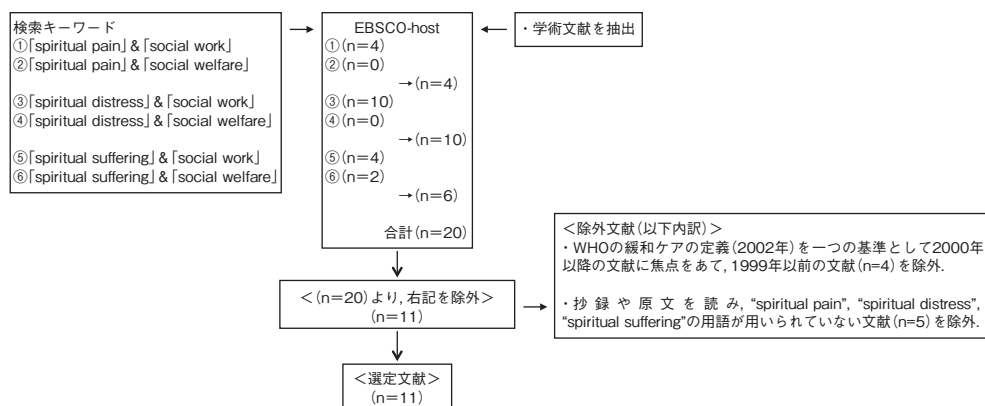 検索キーワード
①「spiritual pain」&「social work」
②「spiritual pain」&「social welfare」
③「spiritual distress」&「social work」
④「spiritual distress」&「social welfare」
⑤「spiritual suffering」&「social work」
⑥「spiritual suffering」&「social welfare」
EBSCO-host
①(n=4)
②(n=0)
→(n=4)
③(n=10)
④(n=0)
→(n=10)
⑤(n=4)
⑥(n=2)
→(n=6)
合計(n=20)
・学術文献を抽出
<(n=20)より,右記を除外>
(n=11)
<除外文献(以下内訳)>
・WHOの緩和ケアの定義(2002年)を一つの基準として2000年
以降の文献に焦点をあて,1999年以前の文献(n=4)を除外.
・抄録や原文を読み,“spiritual pain”, “spiritual distress”,
“spiritual suffering”の用語が用いられていない文献(n=5)を除外.
<選定文献>
(n=11)